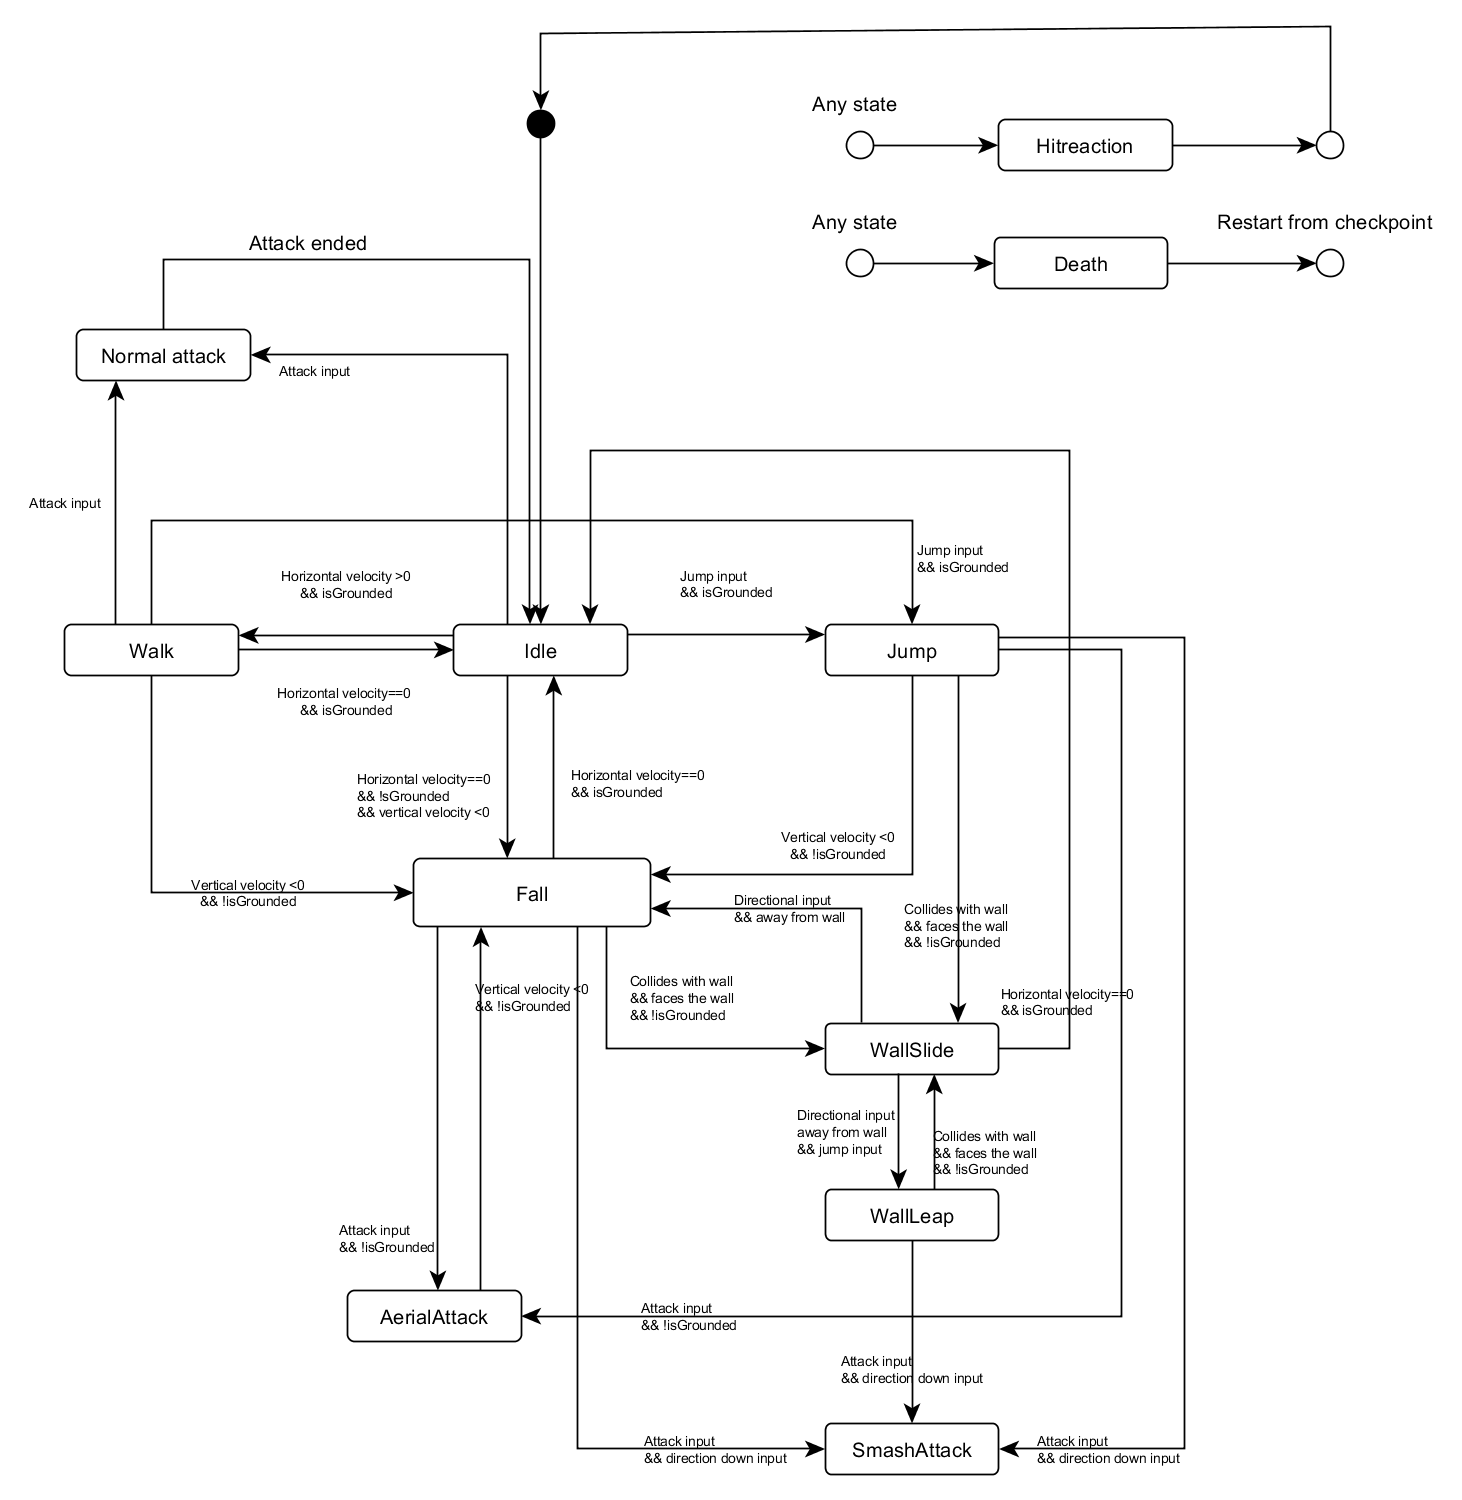 Any state
Hitreaction
Any state
Restart from checkpoint
Death
Attack ended
Normal attack
Attack input
Attack input
Jump input
&& isGrounded
Horizontal velocity >0
&& isGrounded
Jump input
&& isGrounded
Walk
Idle
Jump
Horizontal velocity==0
&& isGrounded
Horizontal velocity==0
&& !sGrounded
&& vertical velocity <0
Horizontal velocity==0
&& isGrounded
Vertical velocity <0
&& !isGrounded
Vertical velocity <0
&& !isGrounded
Fall
Directional input
&& away from wall
Collides with wall
&& faces the wall
&& !isGrounded
Vertical velocity <0
&& !isGrounded
Collides with wall
&& faces the wall
&& !isGrounded
Horizontal velocity==0
&& isGrounded
WallSlide
Directional input
away from wall
&& jump input
Collides with wall
&& faces the wall
&& !isGrounded
WallLeap
Attack input
&& !isGrounded
AerialAttack
Attack input
&& !isGrounded
Attack input
&& direction down input
Attack input
&& direction down input
SmashAttack
Attack input
&& direction down input